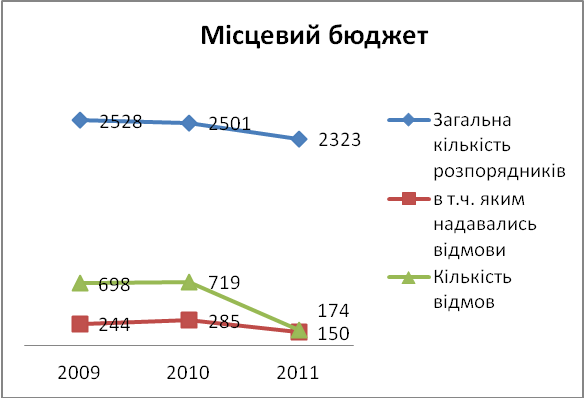 Місцевий бюджет
2528
2501
2323
698
719
174
244
285
150
2009
2010
2011
Загальна
кількість
розпорядників
в т.ч. яким
надавались
відмови
Кількість
відмов